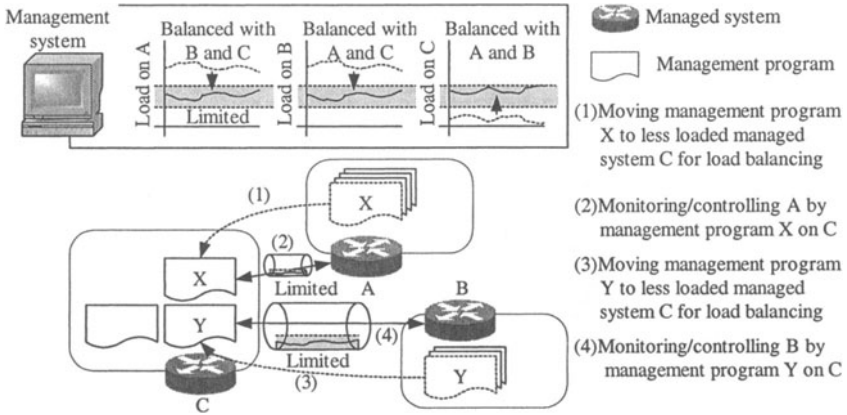 Management
system
Load on A
Balanced with
B and C
Limited
Load on B
Balanced with
A and C
Load on C
Balanced with
A and B
Managed system
Management program
(1)Moving management program
X to less loaded managed
system C for load balancing
(2)Monitoring/controlling A by
management program X on C
(3)Moving management program
Y to less loaded managed
system C for load balancing
(4)Monitoring/controlling B by
management program Y on C
(1)
X
(2)
X
Limited
A
B
Y
(4)
Limited
(3)
Y
C